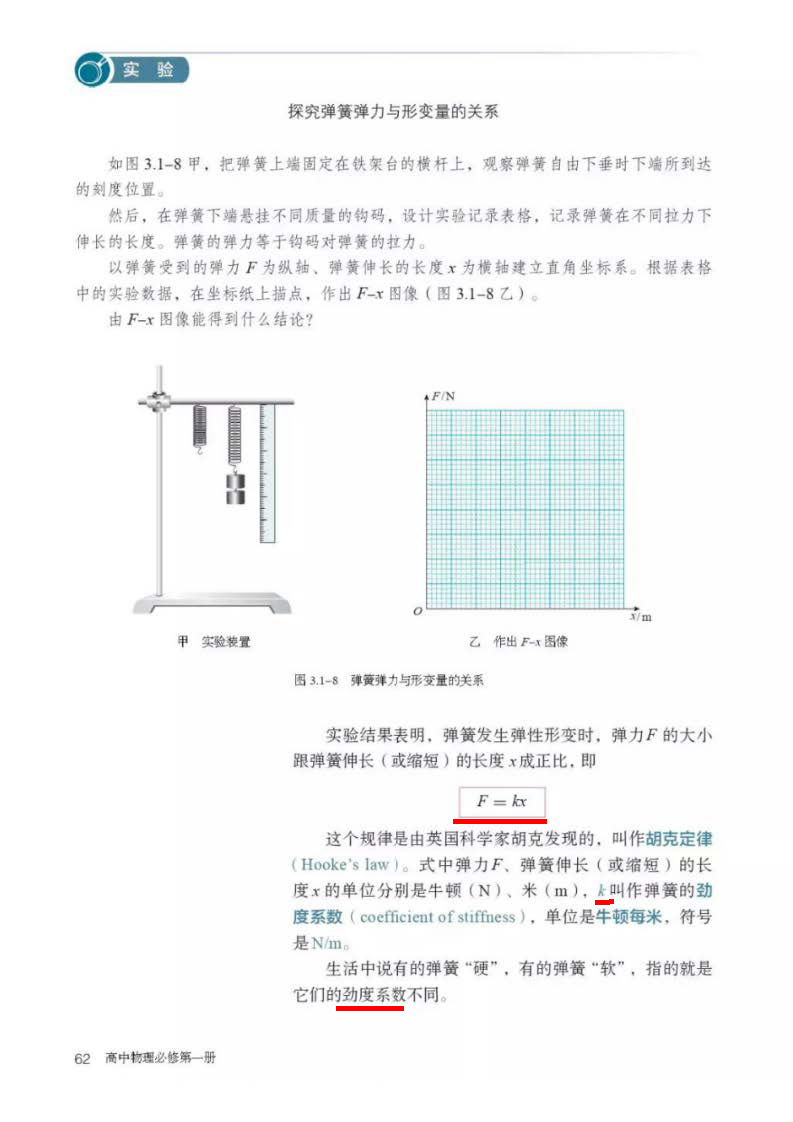 实 验
探究弹簧弹力与形变量的关系
如图 3.1-8 甲，把弹簧上端固定在铁架台的横杆上，观察弹簧自由下垂时下端所到达
的刻度位置。
然后，在弹簧下端悬挂不同质量的钩码，设计实验记录表格，记录弹簧在不同拉力下
伸长的长度。弹簧的弹力等于钩码对弹簧的拉力。
以弹簧受到的弹力 F 为纵轴、弹簧伸长的长度 x 为横轴建立直角坐标系。根据表格
中的实验数据，在坐标纸上描点，作出 F-x 图像（图 3.1-8 乙）。
由 F-x 图像能得到什么结论？
F/N
O
x/m
甲 实验装置
乙 作出 F-x 图像
图 3.1-8 弹簧弹力与形变量的关系
实验结果表明，弹簧发生弹性形变时，弹力F 的大小
跟弹簧伸长（或缩短）的长度 x成正比，即
F = kx
这个规律是由英国科学家胡克发现的，叫作胡克定律
（Hooke's law）。式中弹力F、弹簧伸长（或缩短）的长
度 x 的单位分别是牛顿（N）、米（m），k叫作弹簧的劲
度系数（coefficient of stiffness），单位是牛顿每米，符号
是 N/m。
生活中说有的弹簧“硬”，有的弹簧“软”，指的就是
它们的劲度系数不同。
62 高中物理必修第一册